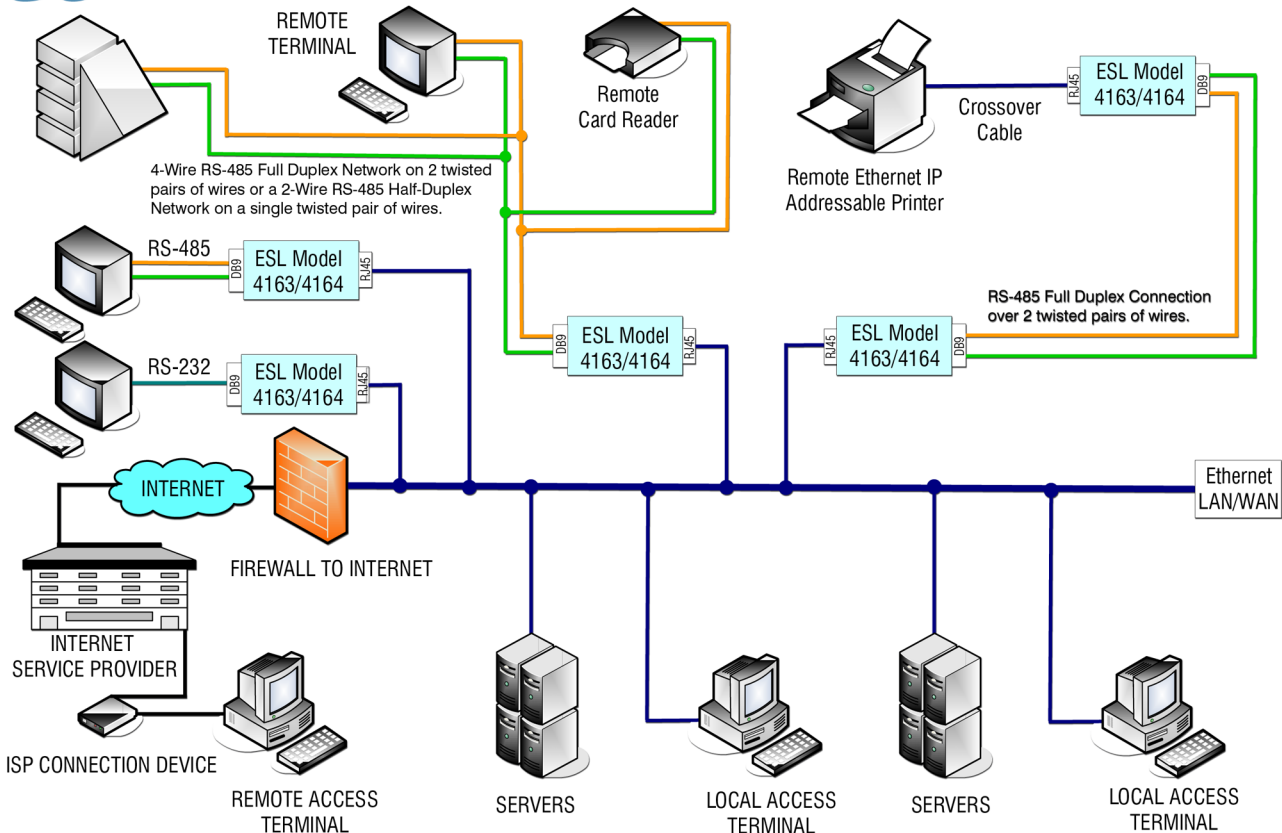 REMOTE
TERMINAL
Remote
Card Reader
Crossover
Cable
RJ45
ESL Model
4163/4164
DB9
Remote Ethernet IP
Addressable Printer
4-Wire RS-485 Full Duplex Network on 2 twisted
pairs of wires or a 2-Wire RS-485 Half-Duplex
Network on a single twisted pair of wires.
RS-485
DB9
ESL Model
4163/4164
RJ45
RS-485 Full Duplex Connection
over 2 twisted pairs of wires.
DB9
ESL Model
4163/4164
RJ45
RJ45
ESL Model
4163/4164
DB9
RS-232
DB9
ESL Model
4163/4164
RJ45
INTERNET
Ethernet
LAN/WAN
FIREWALL TO INTERNET
INTERNET
SERVICE PROVIDER
ISP CONNECTION DEVICE
REMOTE ACCESS
TERMINAL
SERVERS
LOCAL ACCESS
TERMINAL
SERVERS
LOCAL ACCESS
TERMINAL